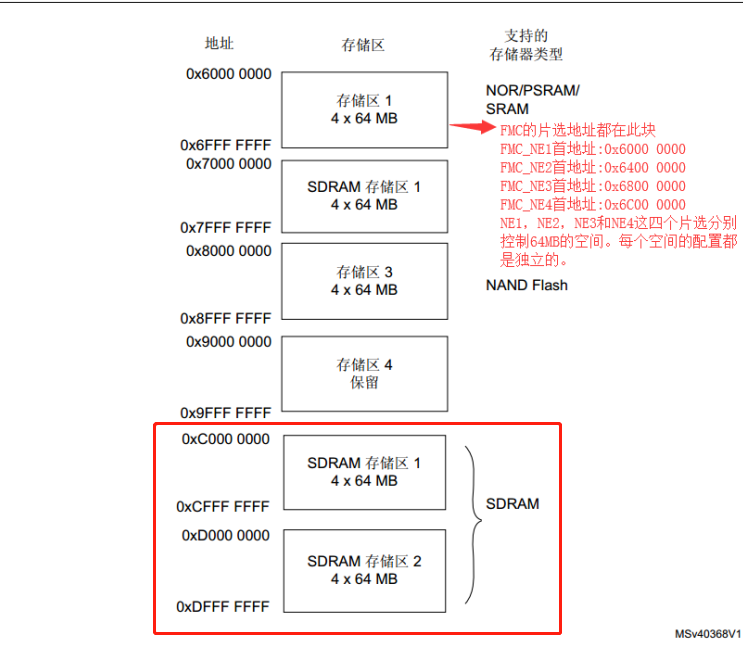 地址
存储区
支持的
存储器类型
0x6000 0000
存储区 1
4 x 64 MB
0x6FFF FFFF
NOR/PSRAM/
SRAM
FMC的片选地址都在此块
FMC_NE1首地址:0x6000 0000
FMC_NE2首地址:0x6400 0000
FMC_NE3首地址:0x6800 0000
FMC_NE4首地址:0x6C00 0000
NE1, NE2, NE3和NE4这四个片选分别
控制64MB的空间。每个空间的配置都
是独立的。
0x7000 0000
SDRAM 存储区 1
4 x 64 MB
0x7FFF FFFF
0x8000 0000
存储区 3
4 x 64 MB
0x8FFF FFFF
NAND Flash
0x9000 0000
存储区 4
保留
0x9FFF FFFF
0xC000 0000
SDRAM 存储区 1
4 x 64 MB
0xCFFF FFFF
SDRAM
0xD000 0000
SDRAM 存储区 2
4 x 64 MB
0xDFFF FFFF
MSv40368V1